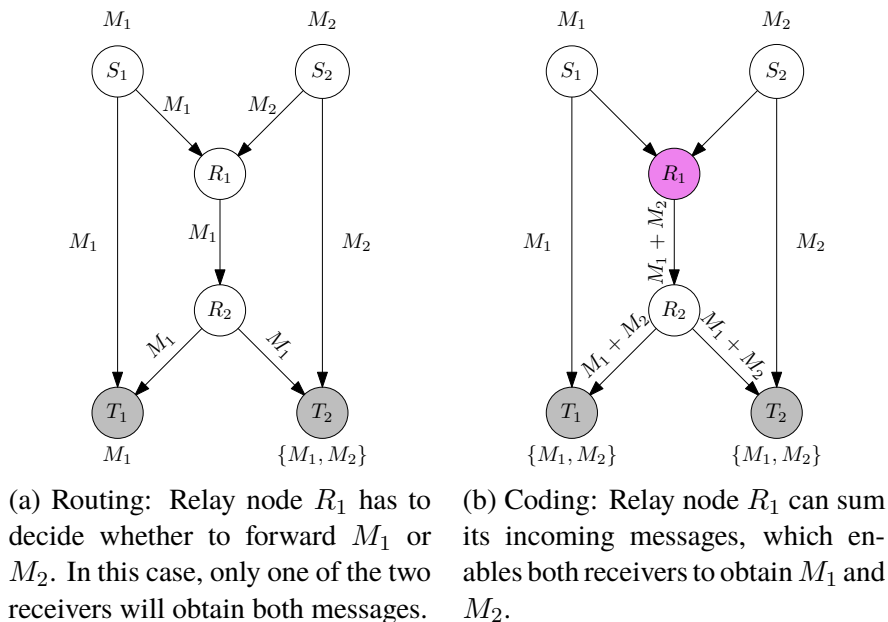 M₁ M₂
S₁ S₂
M₁ M₂
R₁
M₁ M₁ M₂
R₂
M₁ M₁
T₁ T₂
M₁ {M₁, M₂}
(a) Routing: Relay node R₁ has to
decide whether to forward M₁ or
M₂. In this case, only one of the two
receivers will obtain both messages.
M₁ M₂
S₁ S₂
R₁
M₁ M₁ + M₂ M₂
R₂
M₁ + M₂ M₁ + M₂
T₁ T₂
{M₁, M₂} {M₁, M₂}
(b) Coding: Relay node R₁ can sum
its incoming messages, which en-
ables both receivers to obtain M₁ and
M₂.